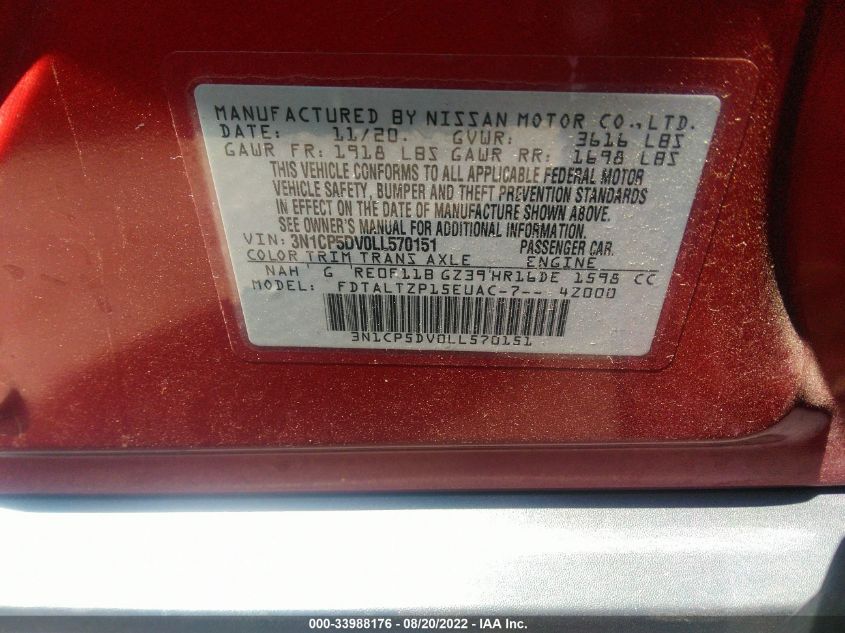 MANUFACTURED BY NISSAN MOTOR CO., LTD.
DATE: 11/20. GVWR: 3616 LBS
GAWR FR: 1918 LBS GAWR RR: 1698 LBS
THIS VEHICLE CONFORMS TO ALL APPLICABLE FEDERAL MOTOR
VEHICLE SAFETY, BUMPER AND THEFT PREVENTION STANDARDS
IN EFFECT ON THE DATE OF MANUFACTURE SHOWN ABOVE.
SEE OWNER'S MANUAL FOR ADDITIONAL INFORMATION.
VIN: 3N1CP5DV0LL570151 PASSENGER CAR.
COLOR TRIM TRANS AXLE ENGINE
NAH G RE0F11B GZ39 HR16DE 1598 CC
MODEL: FDTALTZP15EUAC-7-- 4Z000
3N1CP5DV0LL570151
000-33988176 - 08/20/2022 - IAA Inc.